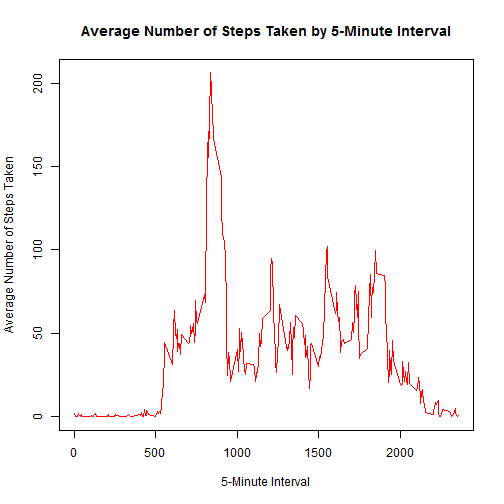 Average Number of Steps Taken by 5-Minute Interval
Average Number of Steps Taken
200
150
100
50
0
0 500 1000 1500 2000
5-Minute Interval